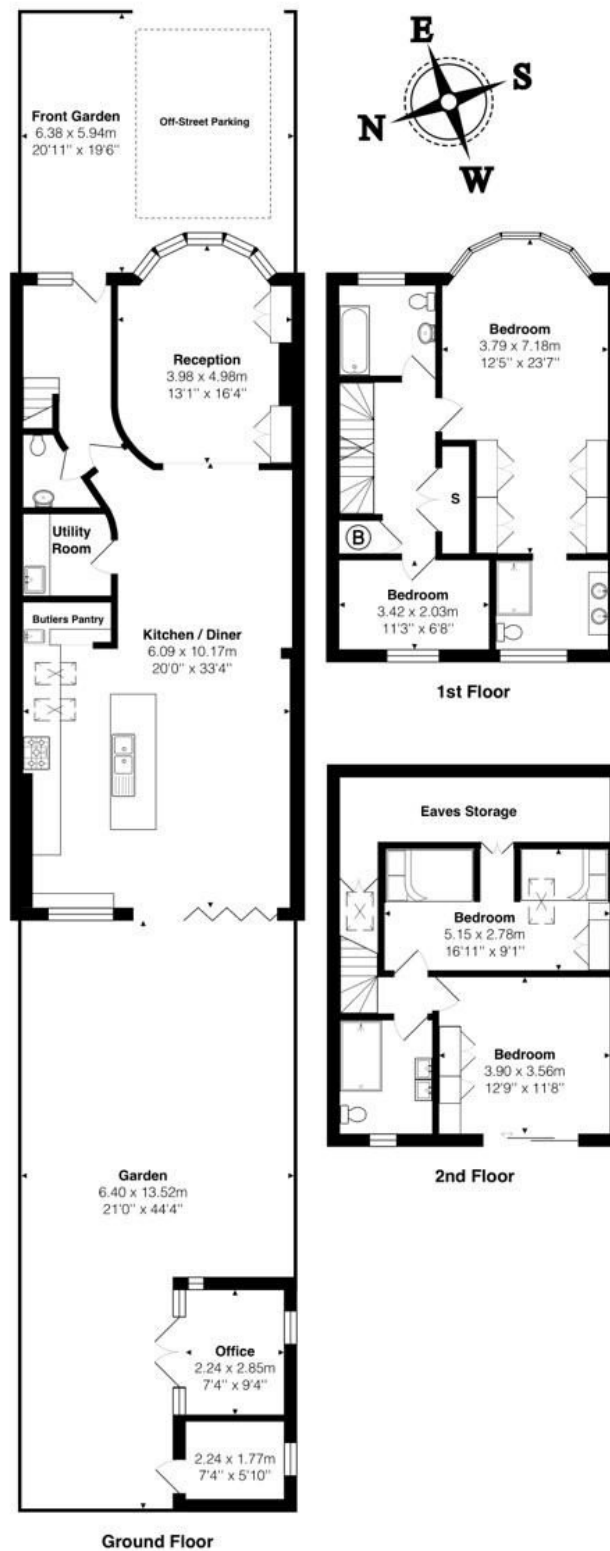 E
S
N
W
Front Garden
6.38 x 5.94m
20'11'' x 19'6''
Off-Street Parking
Reception
3.98 x 4.98m
13'1'' x 16'4''
Utility
Room
Butlers Pantry
Kitchen / Diner
6.09 x 10.17m
20'0'' x 33'4''
Garden
6.40 x 13.52m
21'0'' x 44'4''
Office
2.24 x 2.85m
7'4'' x 9'4''
2.24 x 1.77m
7'4'' x 5'10''
Ground Floor
Bedroom
3.79 x 7.18m
12'5'' x 23'7''
S
B
Bedroom
3.42 x 2.03m
11'3'' x 6'8''
1st Floor
Eaves Storage
Bedroom
5.15 x 2.78m
16'11'' x 9'1''
Bedroom
3.90 x 3.56m
12'9'' x 11'8''
2nd Floor